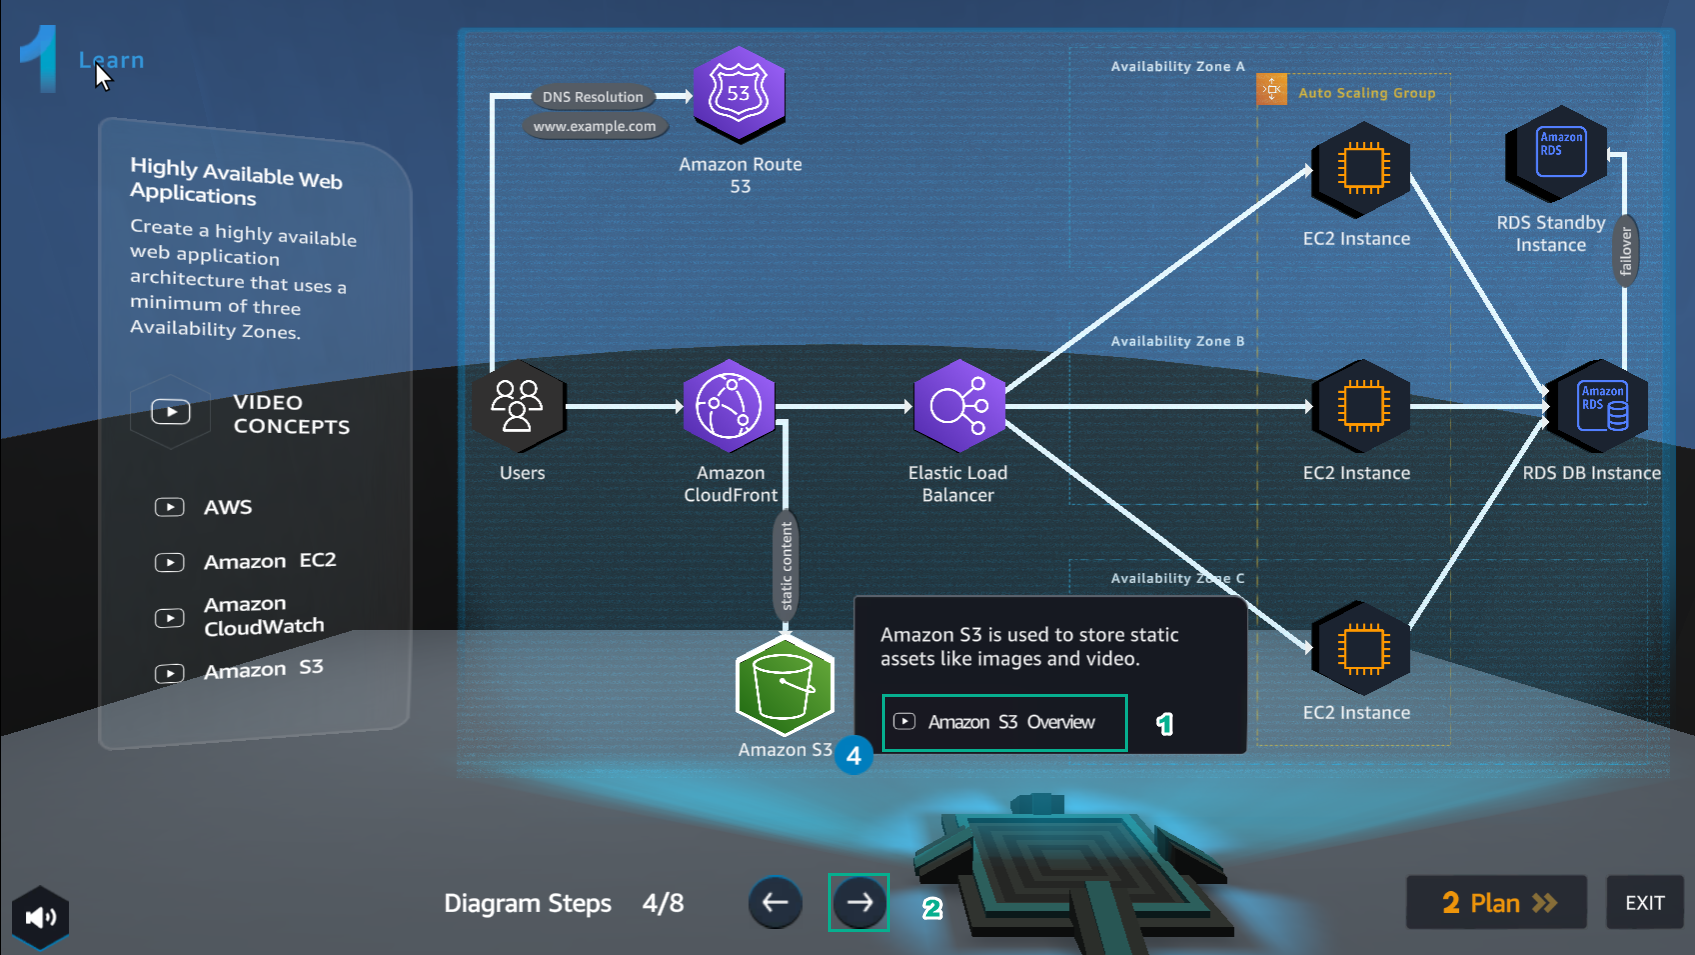 1
Learn
Highly Available Web
Applications
Create a highly available
web application
architecture that uses a
minimum of three
Availability Zones.
VIDEO
CONCEPTS
AWS
Amazon EC2
Amazon
CloudWatch
Amazon S3
DNS Resolution
www.example.com
53
Amazon Route
53
Availability Zone A
Auto Scaling Group
EC2 Instance
Amazon
RDS
RDS Standby
Instance
failover
Availability Zone B
Users
Amazon
CloudFront
Elastic Load
Balancer
EC2 Instance
Amazon
RDS
RDS DB Instance
static content
Availability Zone C
Amazon S3 is used to store static
assets like images and video.
Amazon S3 Overview
1
Amazon S3
4
EC2 Instance
Diagram Steps 4/8
2
2 Plan
EXIT